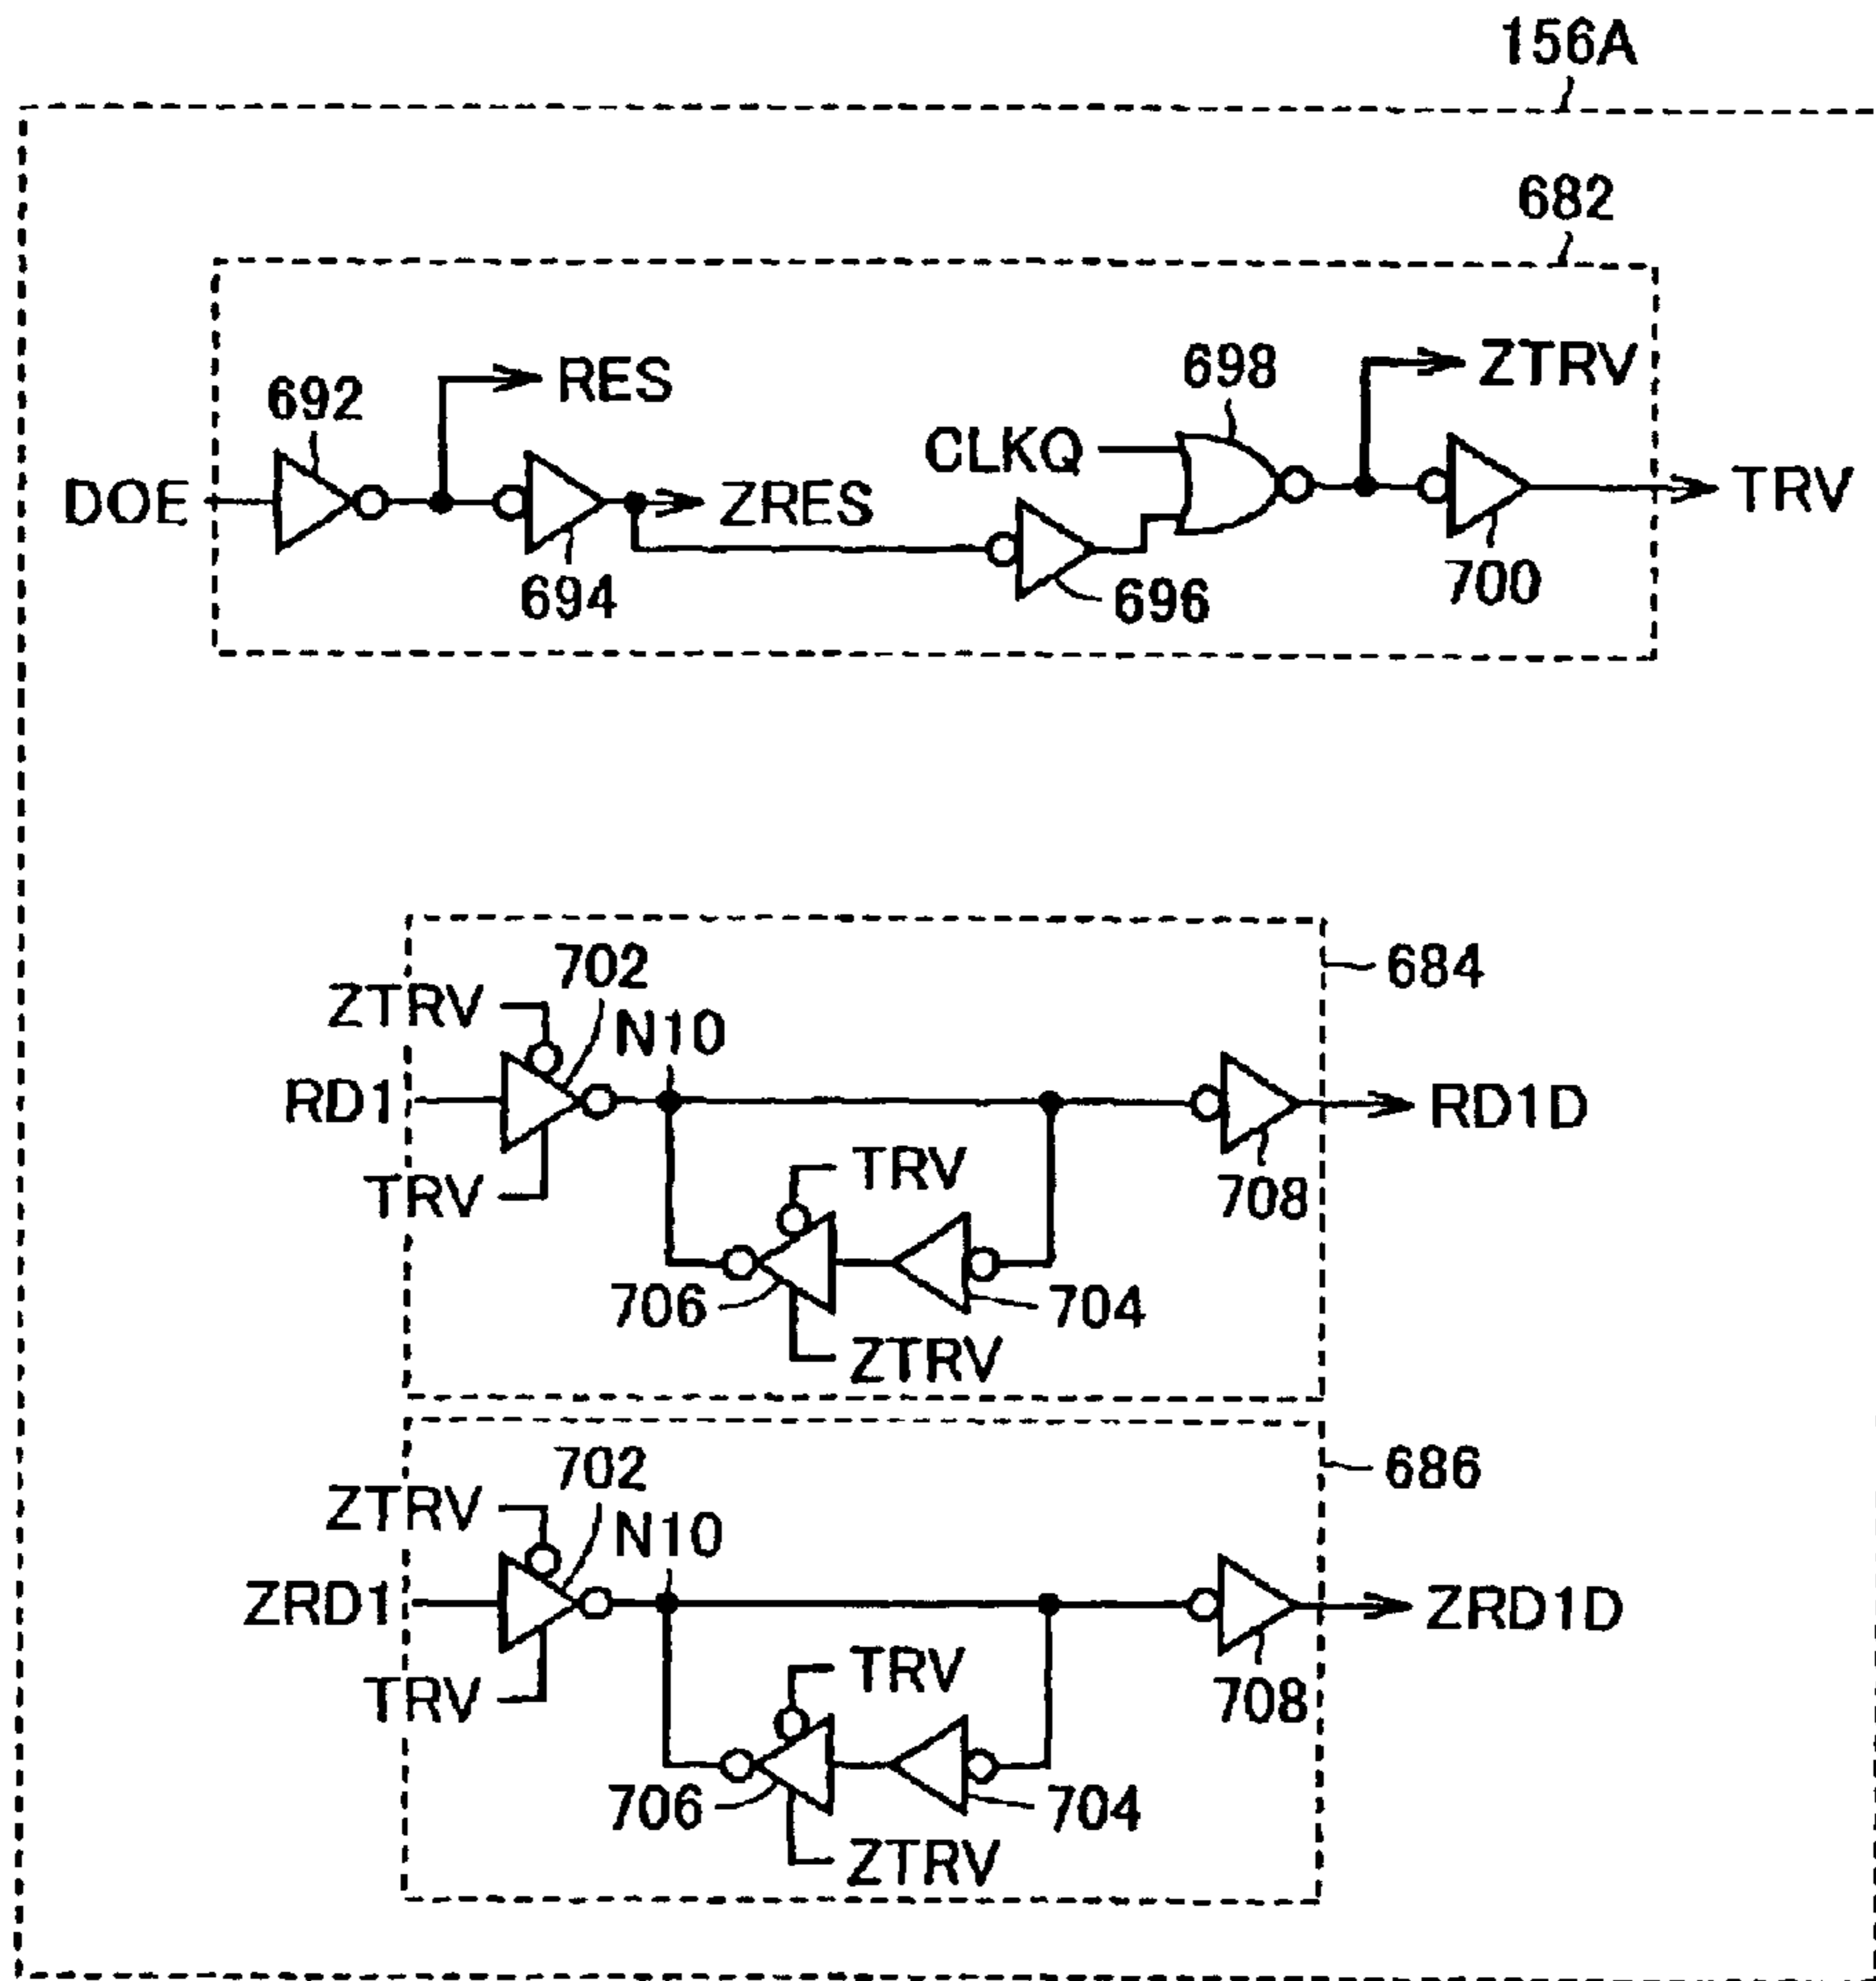 156A
682
RES
ZTRV
698
692
CLKQ
DOE
ZRES
TRV
694
696
700
702
684
ZTRV
N10
RD1
RD1D
TRV
TRV
708
706
704
ZTRV
702
686
ZTRV
N10
ZRD1
ZRD1D
TRV
TRV
708
706
704
ZTRV